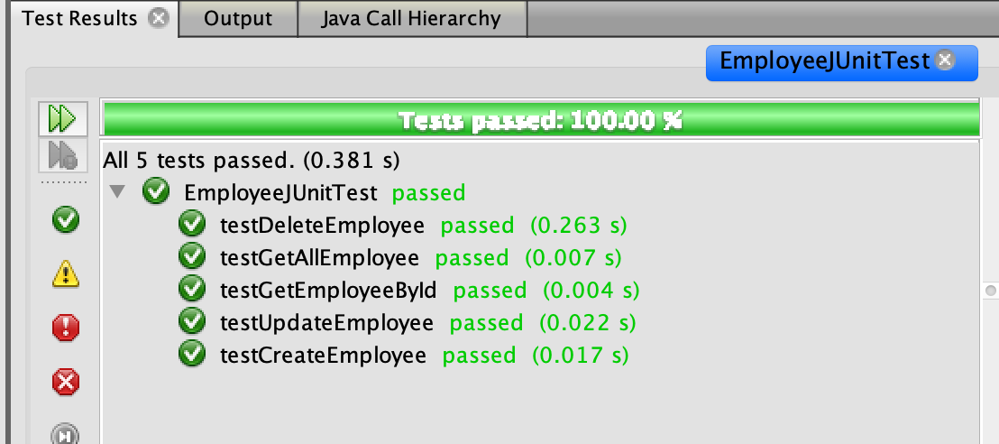 Test Results Output Java Call Hierarchy
EmployeeJUnitTest
Tests passed: 100.00 %
All 5 tests passed. (0.381 s)
EmployeeJUnitTest passed
testDeleteEmployee passed (0.263 s)
testGetAllEmployee passed (0.007 s)
testGetEmployeeById passed (0.004 s)
testUpdateEmployee passed (0.022 s)
testCreateEmployee passed (0.017 s)